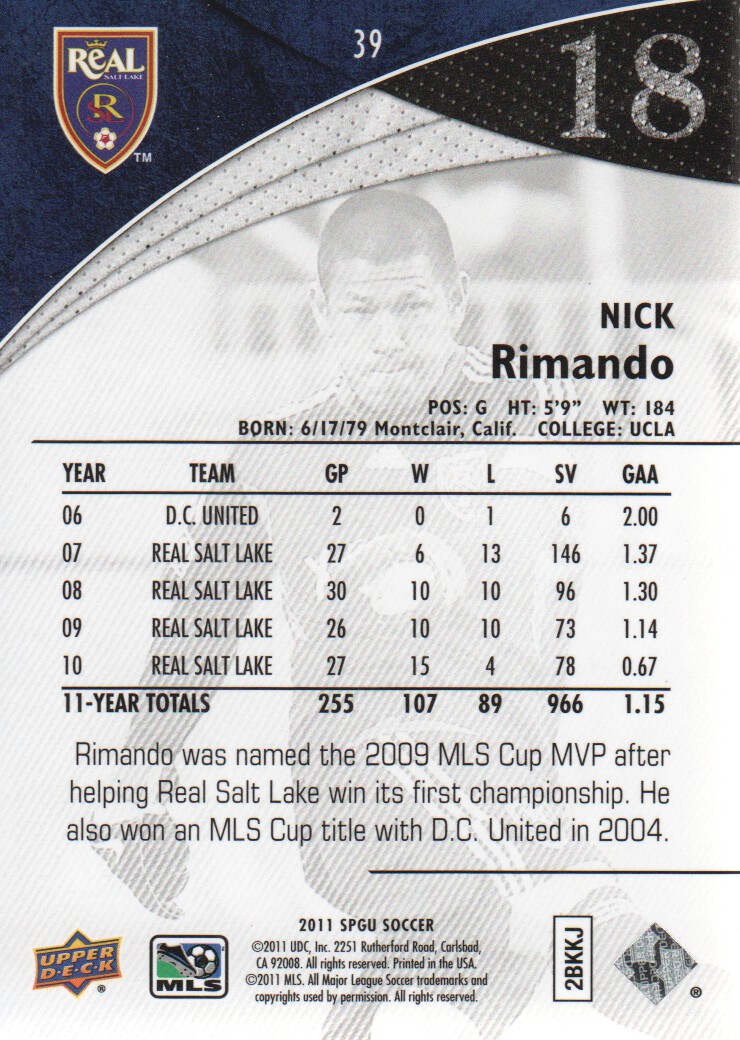 REAL
SALT LAKE
RSL
TM
39
18
NICK
Rimando
POS: G HT: 5'9" WT: 184
BORN: 6/17/79 Montclair, Calif. COLLEGE: UCLA
YEAR TEAM GP W L SV GAA
06 D.C. UNITED 2 0 1 6 2.00
07 REAL SALT LAKE 27 6 13 146 1.37
08 REAL SALT LAKE 30 10 10 96 1.30
09 REAL SALT LAKE 26 10 10 73 1.14
10 REAL SALT LAKE 27 15 4 78 0.67
11-YEAR TOTALS 255 107 89 966 1.15
Rimando was named the 2009 MLS Cup MVP after
helping Real Salt Lake win its first championship. He
also won an MLS Cup title with D.C. United in 2004.
UPPER
D·E·C·K
®
MLS
2011 SPGU SOCCER
©2011 UDC, Inc. 2251 Rutherford Road, Carlsbad,
CA 92008. All rights reserved. Printed in the USA.
©2011 MLS. All Major League Soccer trademarks and
copyrights used by permission. All rights reserved.
2BKKJ
®